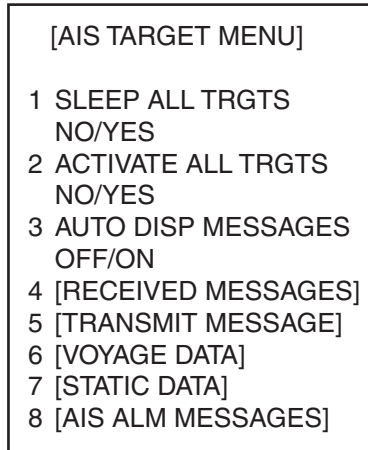 [AIS TARGET MENU]
1 SLEEP ALL TRGTS
NO/YES
2 ACTIVATE ALL TRGTS
NO/YES
3 AUTO DISP MESSAGES
OFF/ON
4 [RECEIVED MESSAGES]
5 [TRANSMIT MESSAGE]
6 [VOYAGE DATA]
7 [STATIC DATA]
8 [AIS ALM MESSAGES]